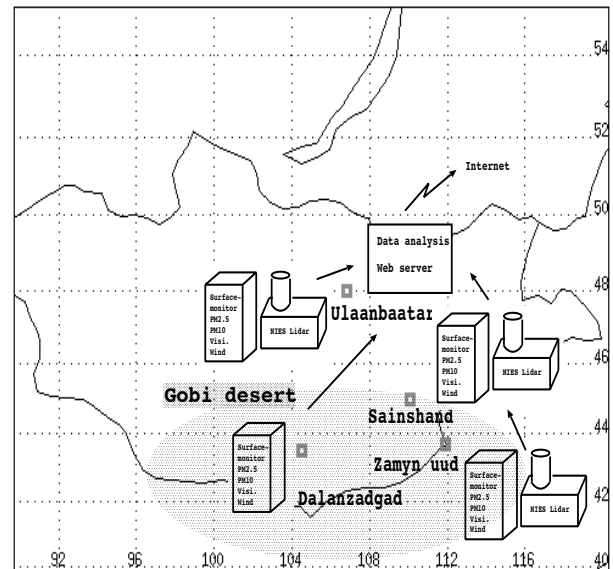 54
52
Internet
50
Data analysis
Web server
48
Surface-
monitor
PM2.5
PM10
Visi.
Wind
NIES Lidar
Ulaanbaatar
Surface-
monitor
PM2.5
PM10
Visi.
Wind
NIES Lidar
46
Gobi desert
Sainshand
44
Surface-
monitor
PM2.5
PM10
Visi.
Wind
Zamyn uud
Dalanzadgad
Surface-
monitor
PM2.5
PM10
Visi.
Wind
NIES Lidar
42
92
96
100
104
108
112
116
40